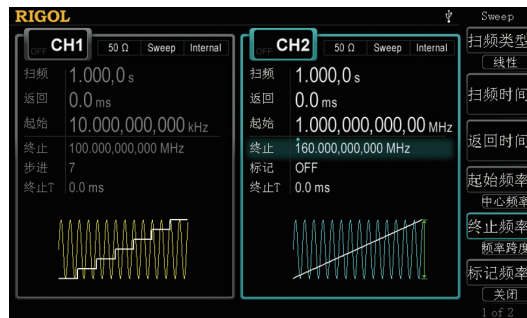 RIGOL
Sweep
OFF CH1 50 Ω Sweep Internal
扫频 1.000,0 s
返回 0.0 ms
起始 10.000,000,000 kHz
终止 100.000,000,000 MHz
步进 7
终止T 0.0 ms
OFF CH2 50 Ω Sweep Internal
扫频 1.000,0 s
返回 0.0 ms
起始 1.000,000,000,00 MHz
终止 160.000,000,000 MHz
标记 OFF
终止T 0.0 ms
扫频类型
线性
扫频时间
返回时间
起始频率
中心频率
终止频率
频率跨度
标记频率
关闭
1 of 2